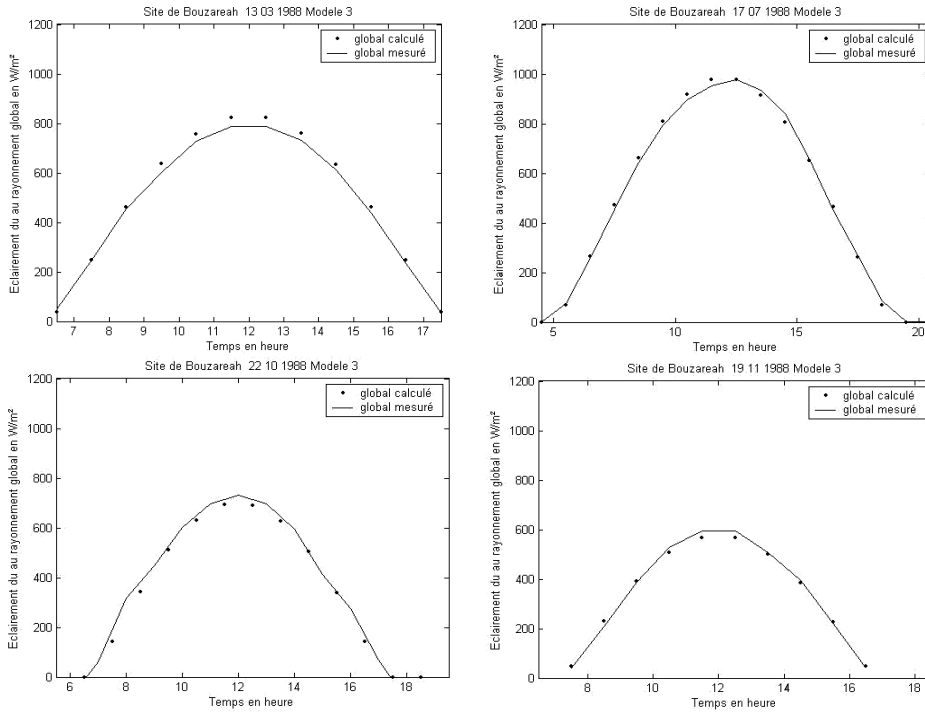 Site de Bouzareah 13 03 1988 Modele 3
global calculé
global mesuré
Eclairement du au rayonnement global en W/m²
1200
1000
800
600
400
200
0
7 8 9 10 11 12 13 14 15 16 17
Temps en heure
Site de Bouzareah 17 07 1988 Modele 3
global calculé
global mesuré
Eclairement du au rayonnement global en W/m²
1200
1000
800
600
400
200
0
5 10 15 20
Temps en heure
Site de Bouzareah 22 10 1988 Modele 3
global calculé
global mesuré
Eclairement du au rayonnement global en W/m²
1200
1000
800
600
400
200
0
6 8 10 12 14 16 18
Temps en heure
Site de Bouzareah 19 11 1988 Modele 3
global calculé
global mesuré
Eclairement du au rayonnement global en W/m²
1200
1000
800
600
400
200
0
8 10 12 14 16 18
Temps en heure